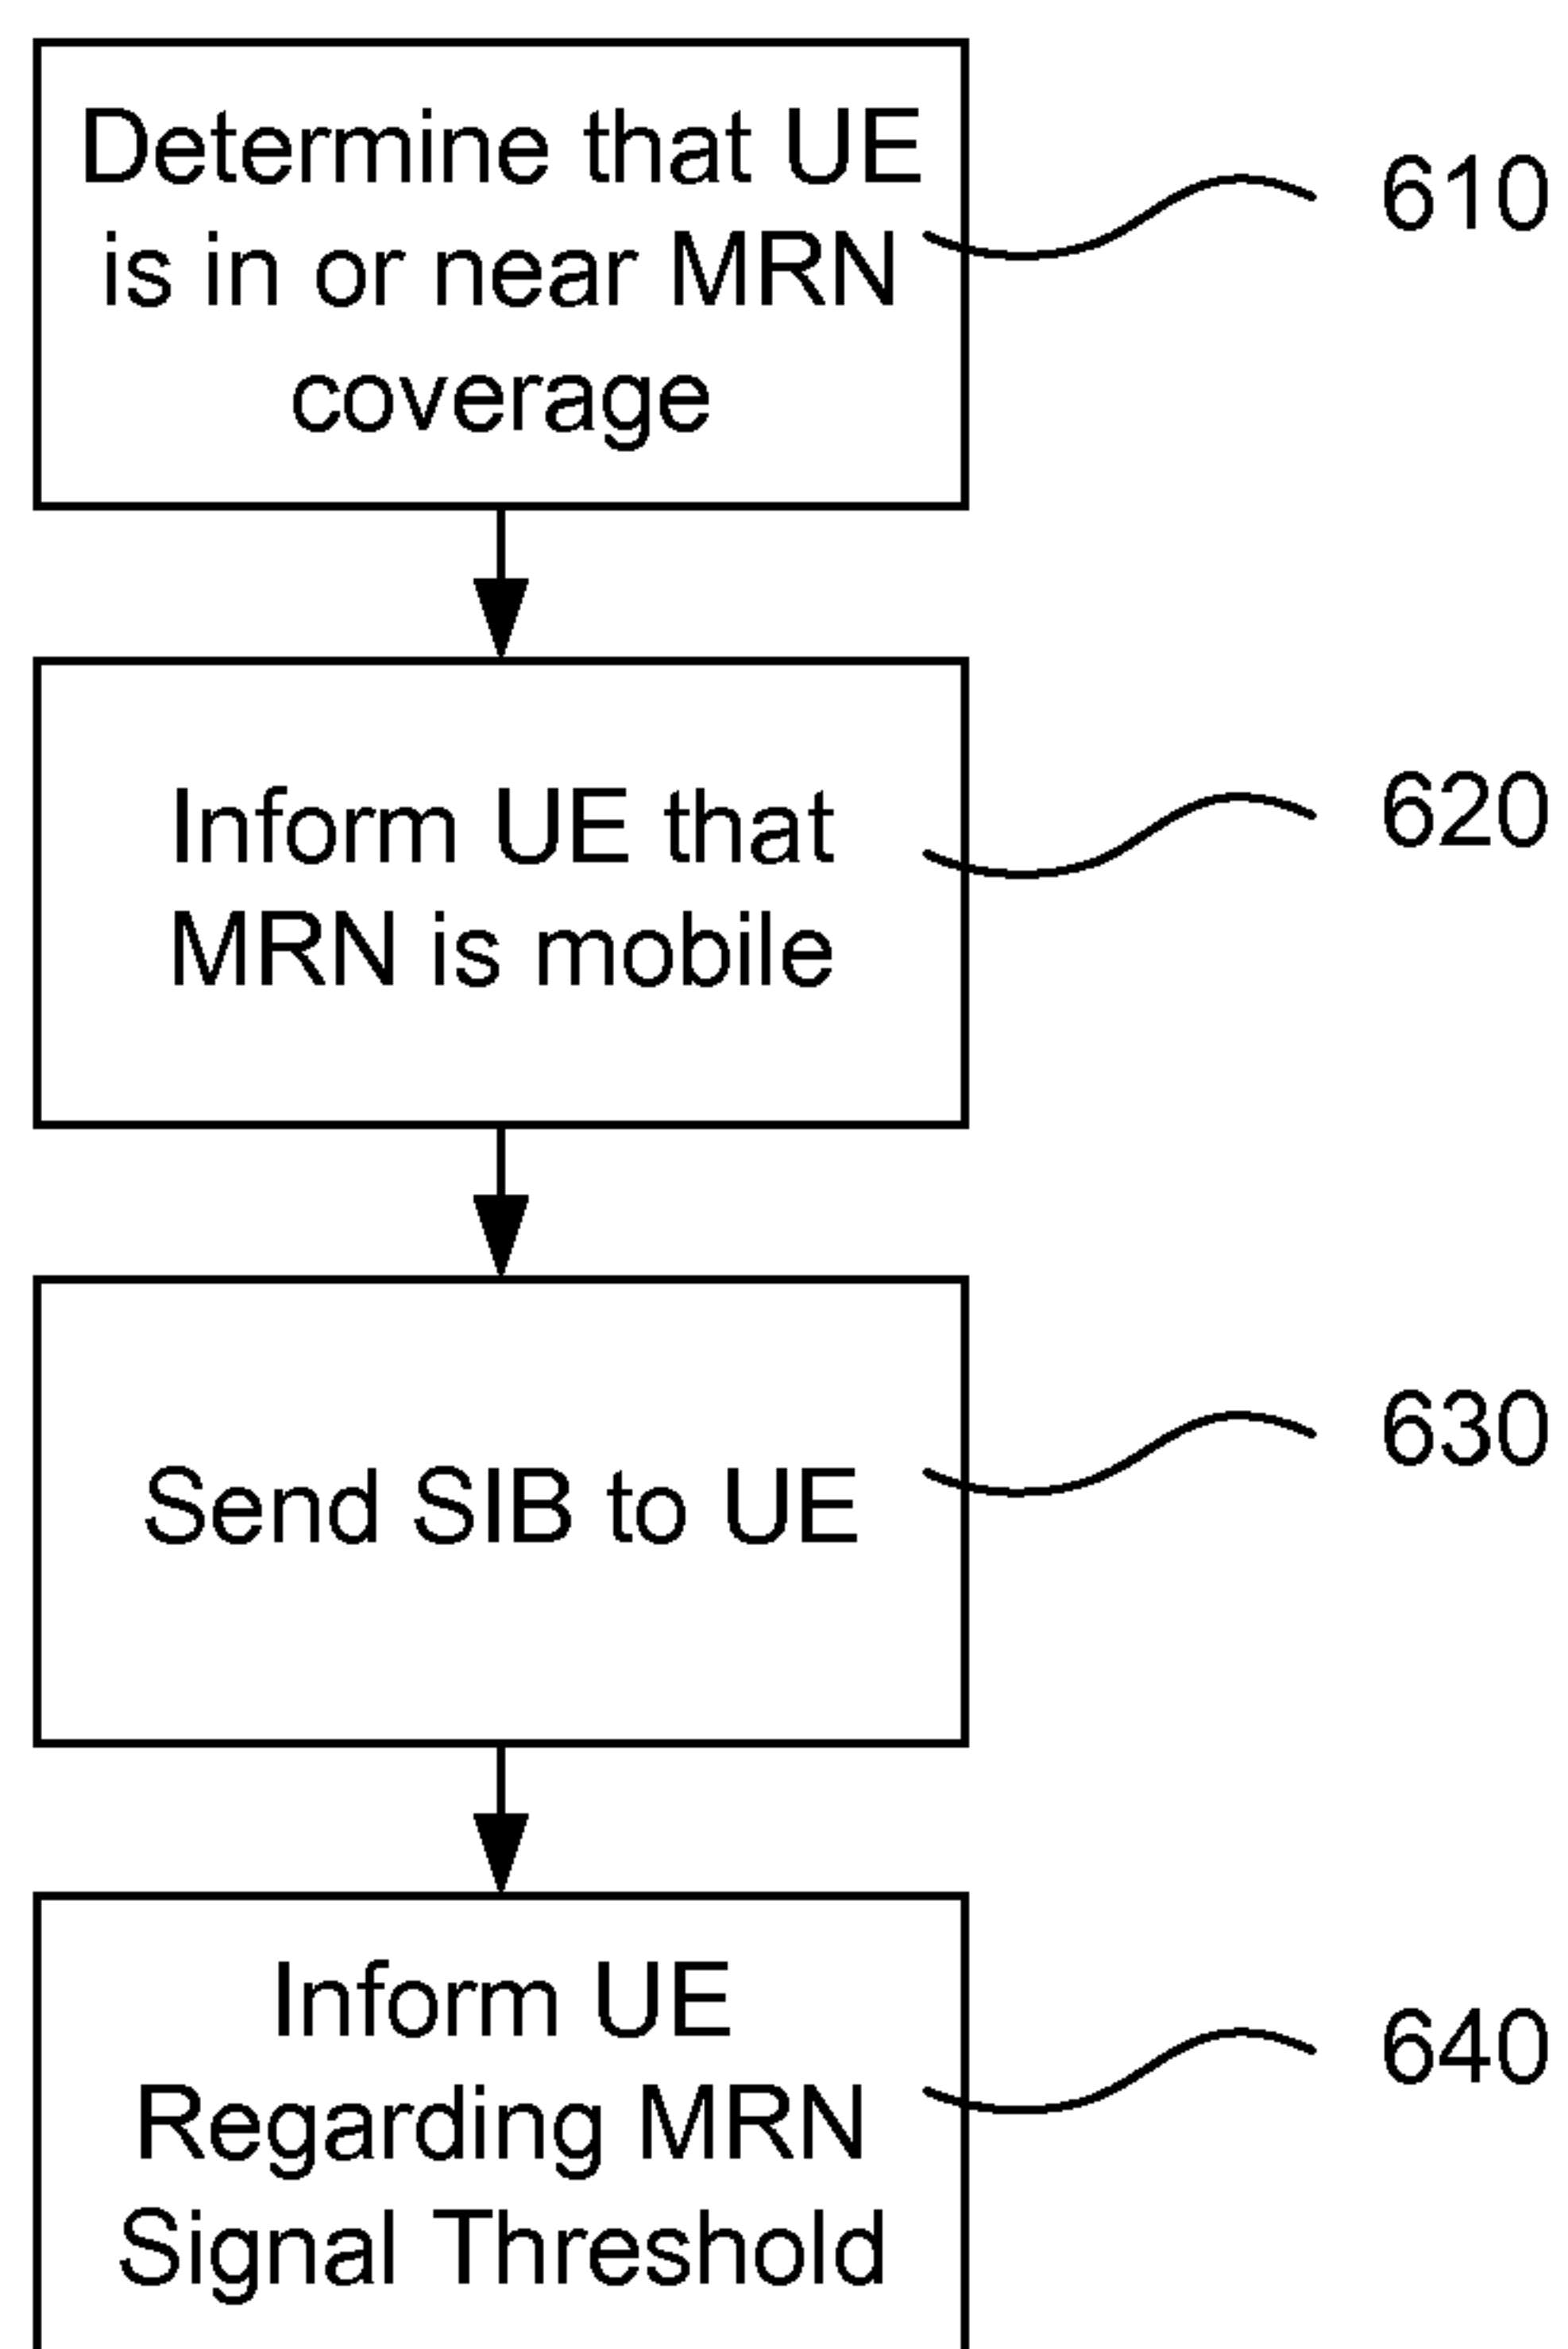 Determine that UE
is in or near MRN
coverage
610
Inform UE that
MRN is mobile
620
Send SIB to UE
630
Inform UE
Regarding MRN
Signal Threshold
640